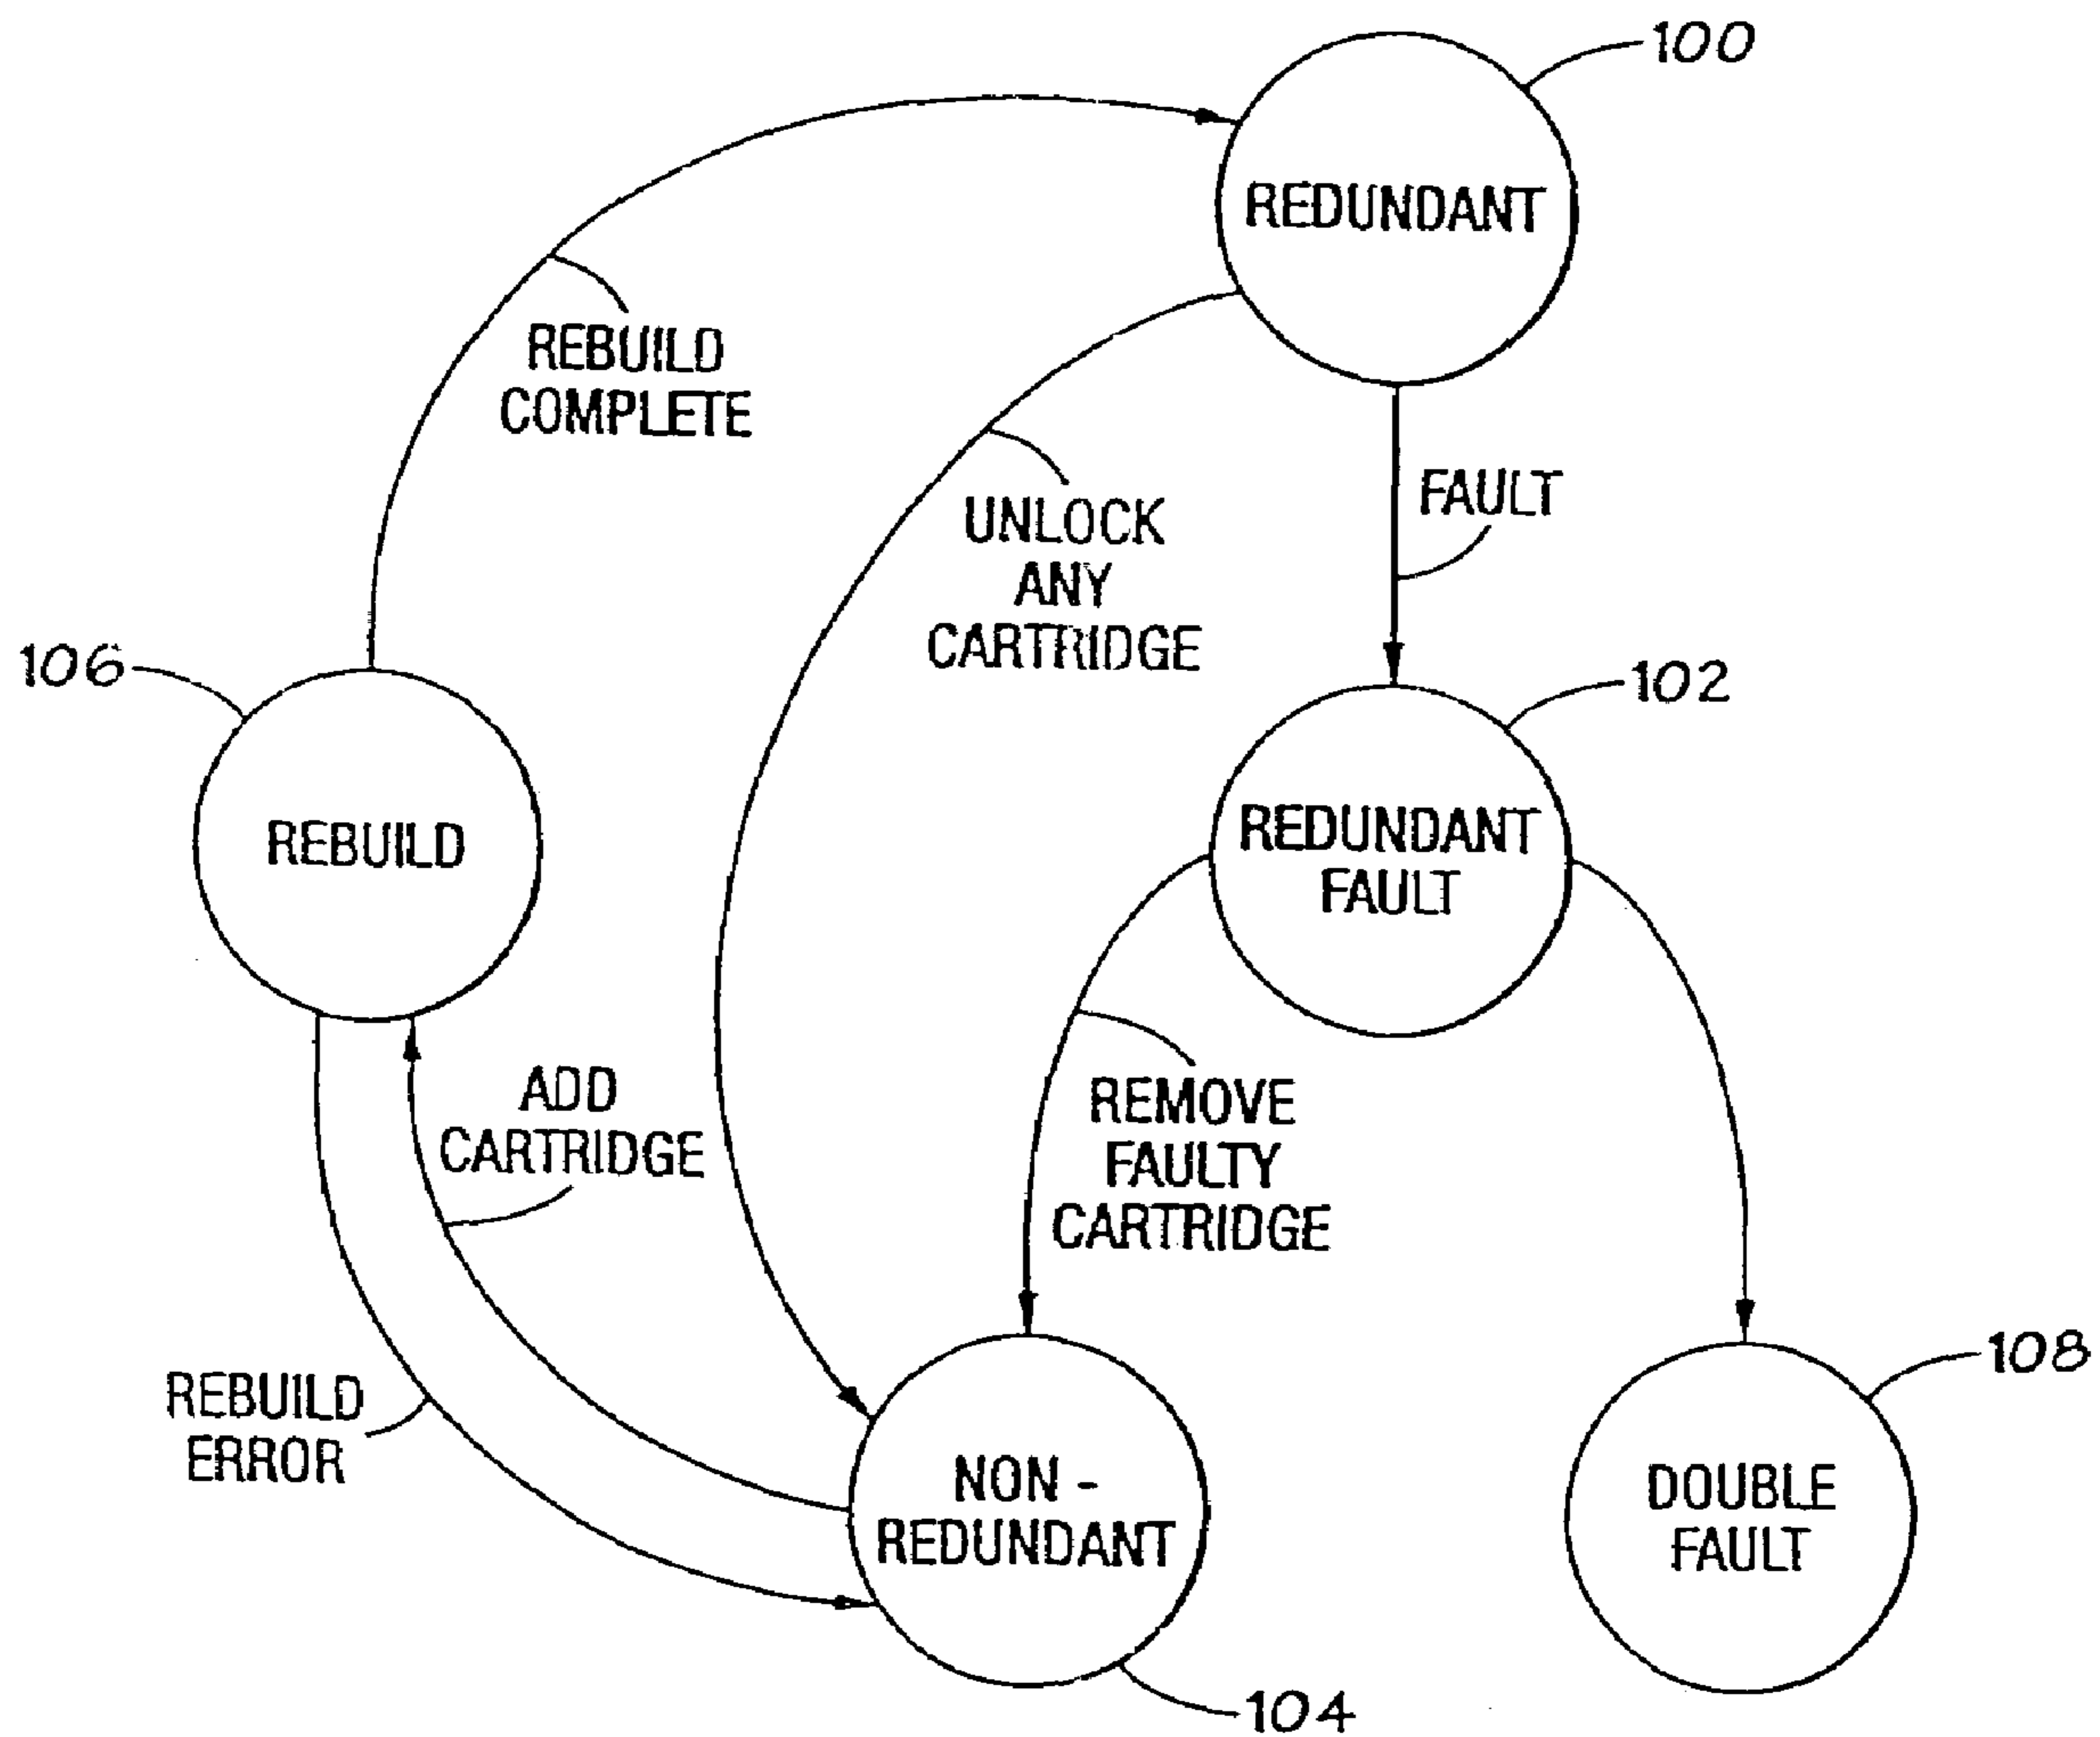 100
REDUNDANT
REBUILD
COMPLETE
UNLOCK
ANY
CARTRIDGE
FAULT
106
102
REBUILD
REDUNDANT
FAULT
ADD
CARTRIDGE
REMOVE
FAULTY
CARTRIDGE
REBUILD
ERROR
108
NON -
REDUNDANT
DOUBLE
FAULT
104